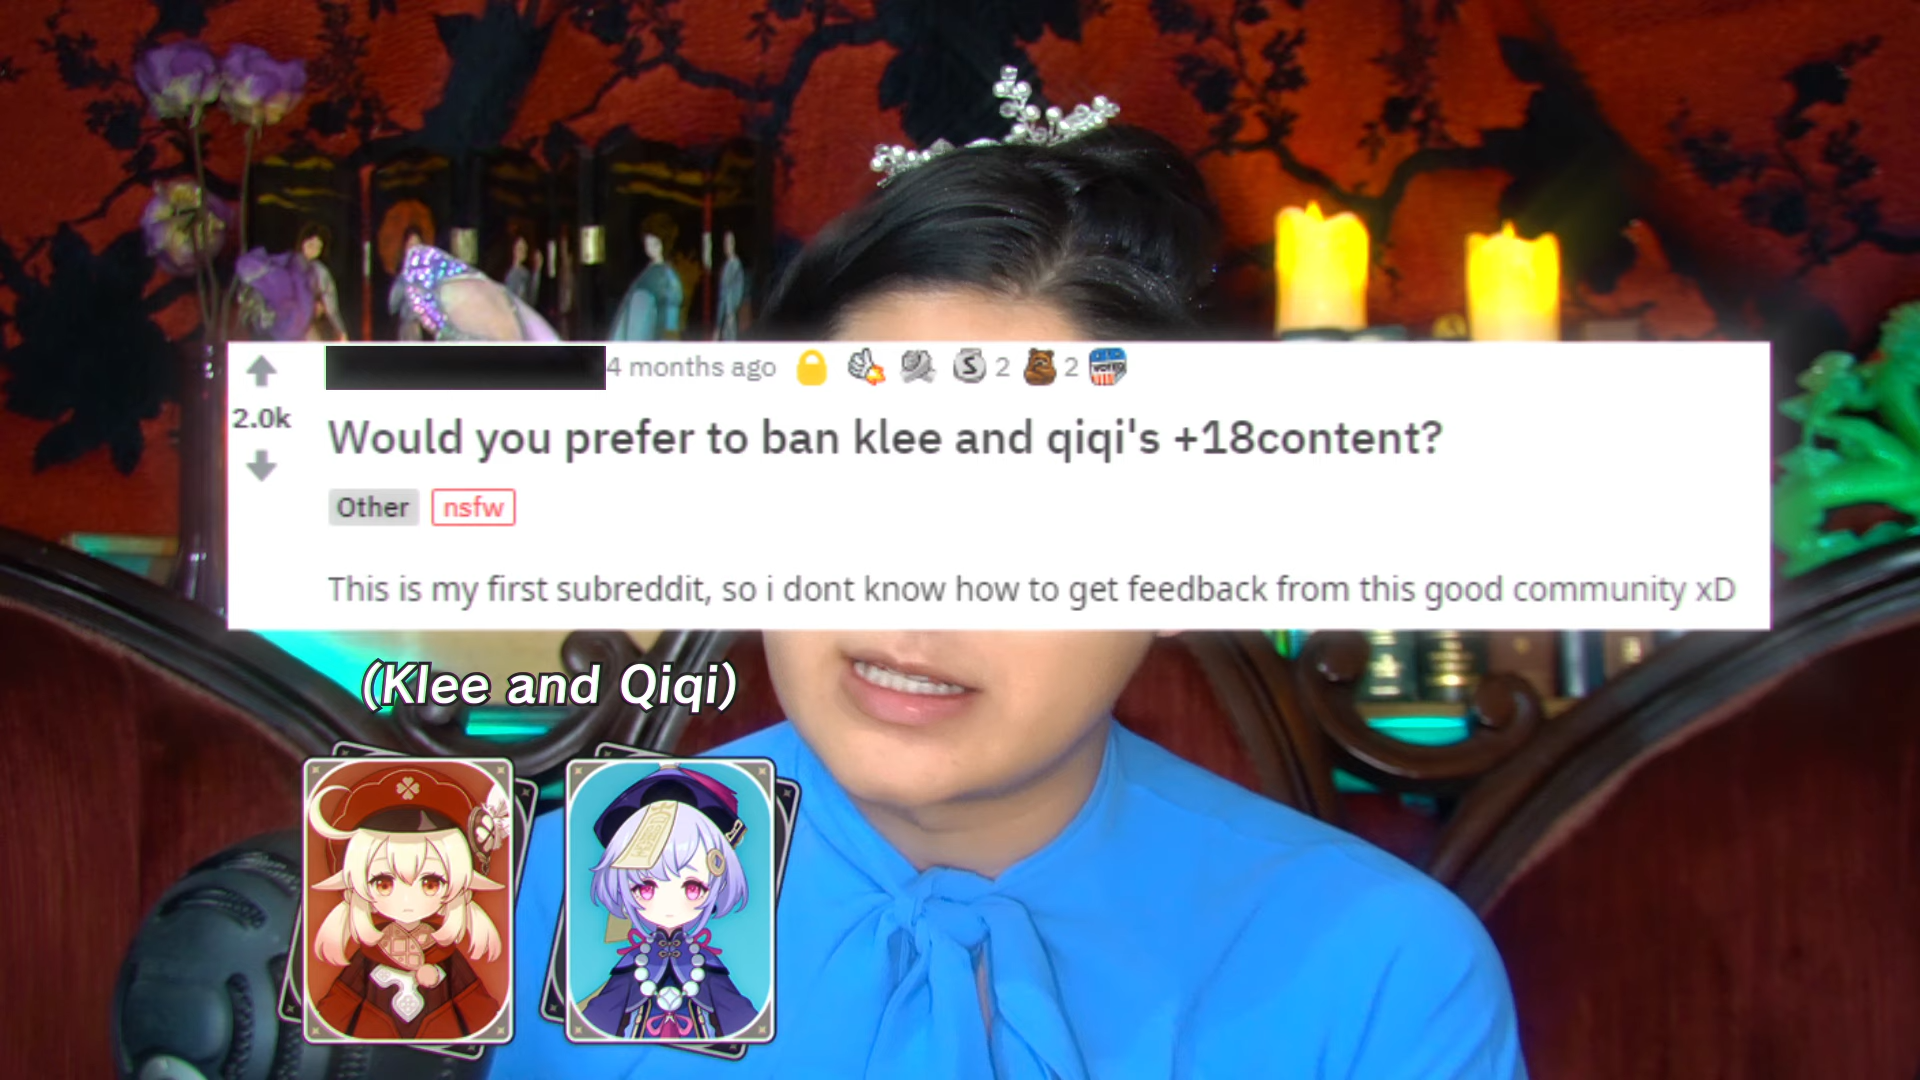 4 months ago 2 2 VOTED
2.0k
Would you prefer to ban klee and qiqi's +18content?
Other nsfw
This is my first subreddit, so i dont know how to get feedback from this good community xD
(Klee and Qiqi)